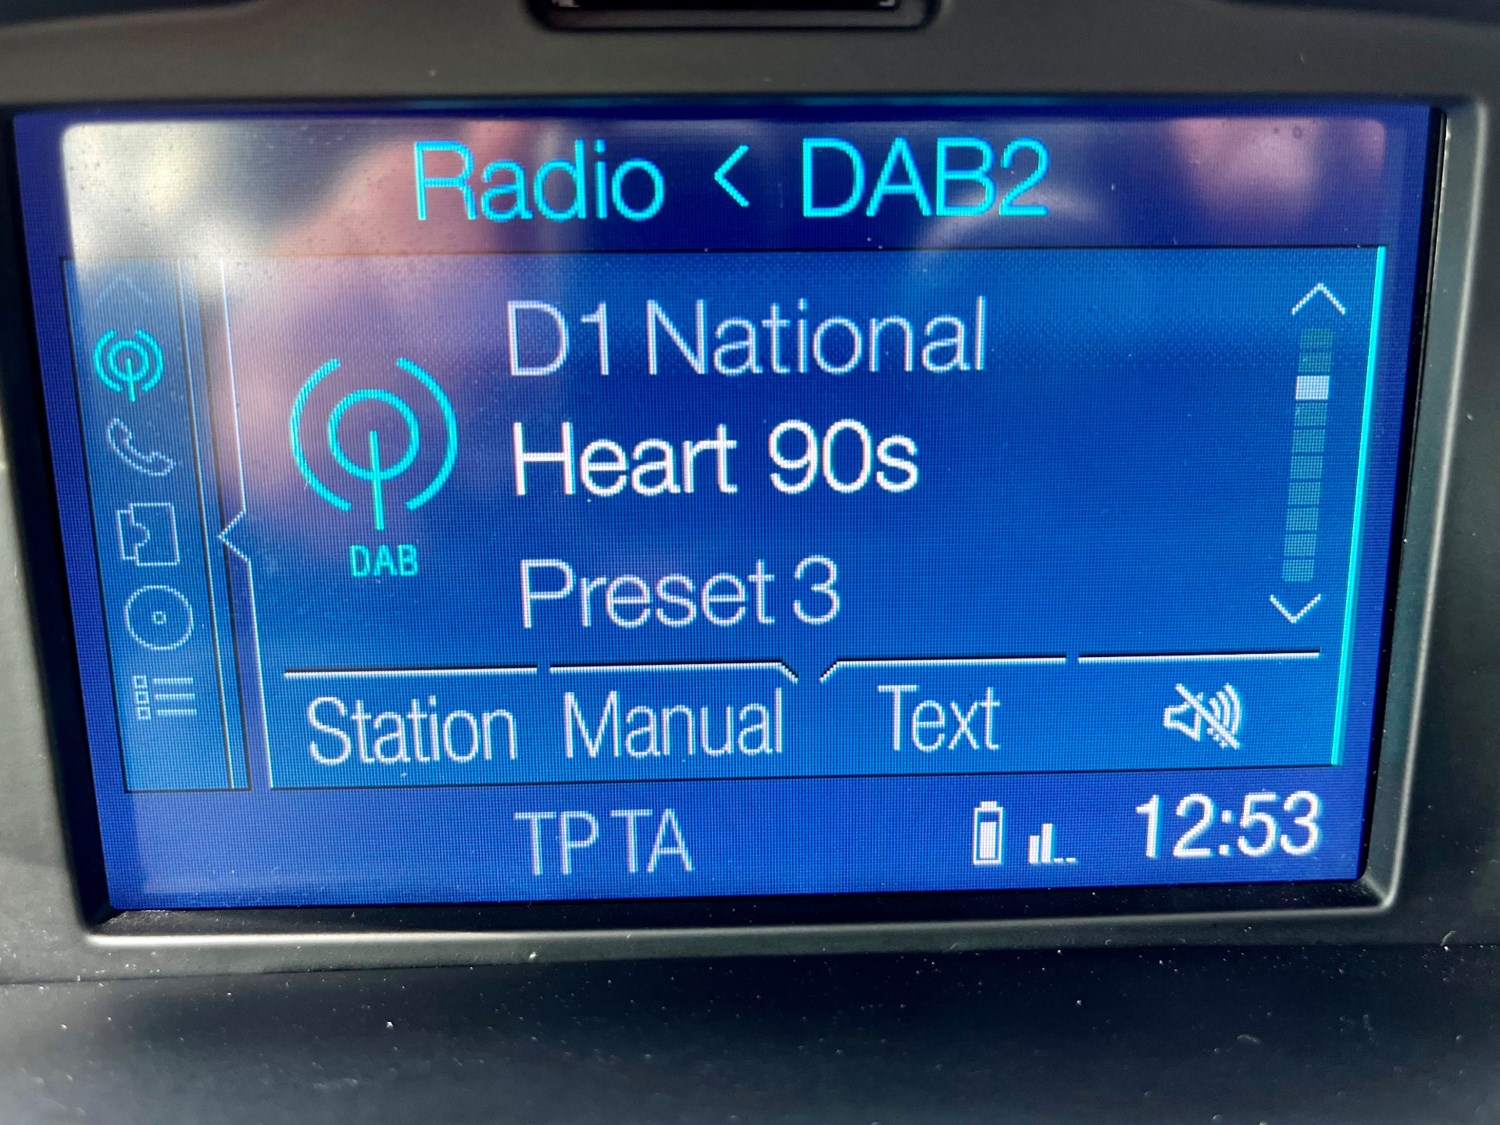 Radio < DAB2
D1 National
Heart 90s
DAB
Preset 3
Station Manual Text
TP TA 12:53